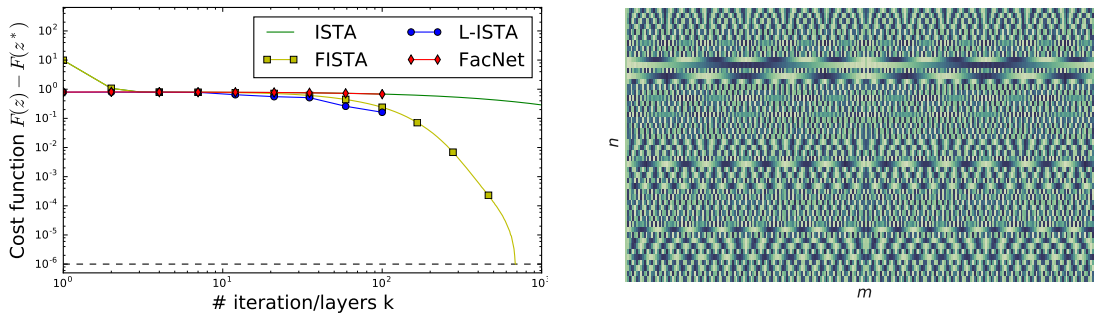 Cost function F(z) − F(z*)
10²
10¹
10⁰
10⁻¹
10⁻²
10⁻³
10⁻⁴
10⁻⁵
10⁻⁶
ISTA
FISTA
L-ISTA
FacNet
10⁰ 10¹ 10²
# iteration/layers k
n
m